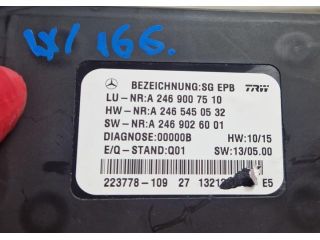 W/166.
BEZEICHNUNG:SG EPB TRW
LU-NR:A 246 900 75 10
HW-NR:A 246 545 05 32
SW-NR:A 246 902 60 01
DIAGNOSE:00000B HW:10/15
E/Q-STAND:Q01 SW:13/05.00
223778-109 27 E5